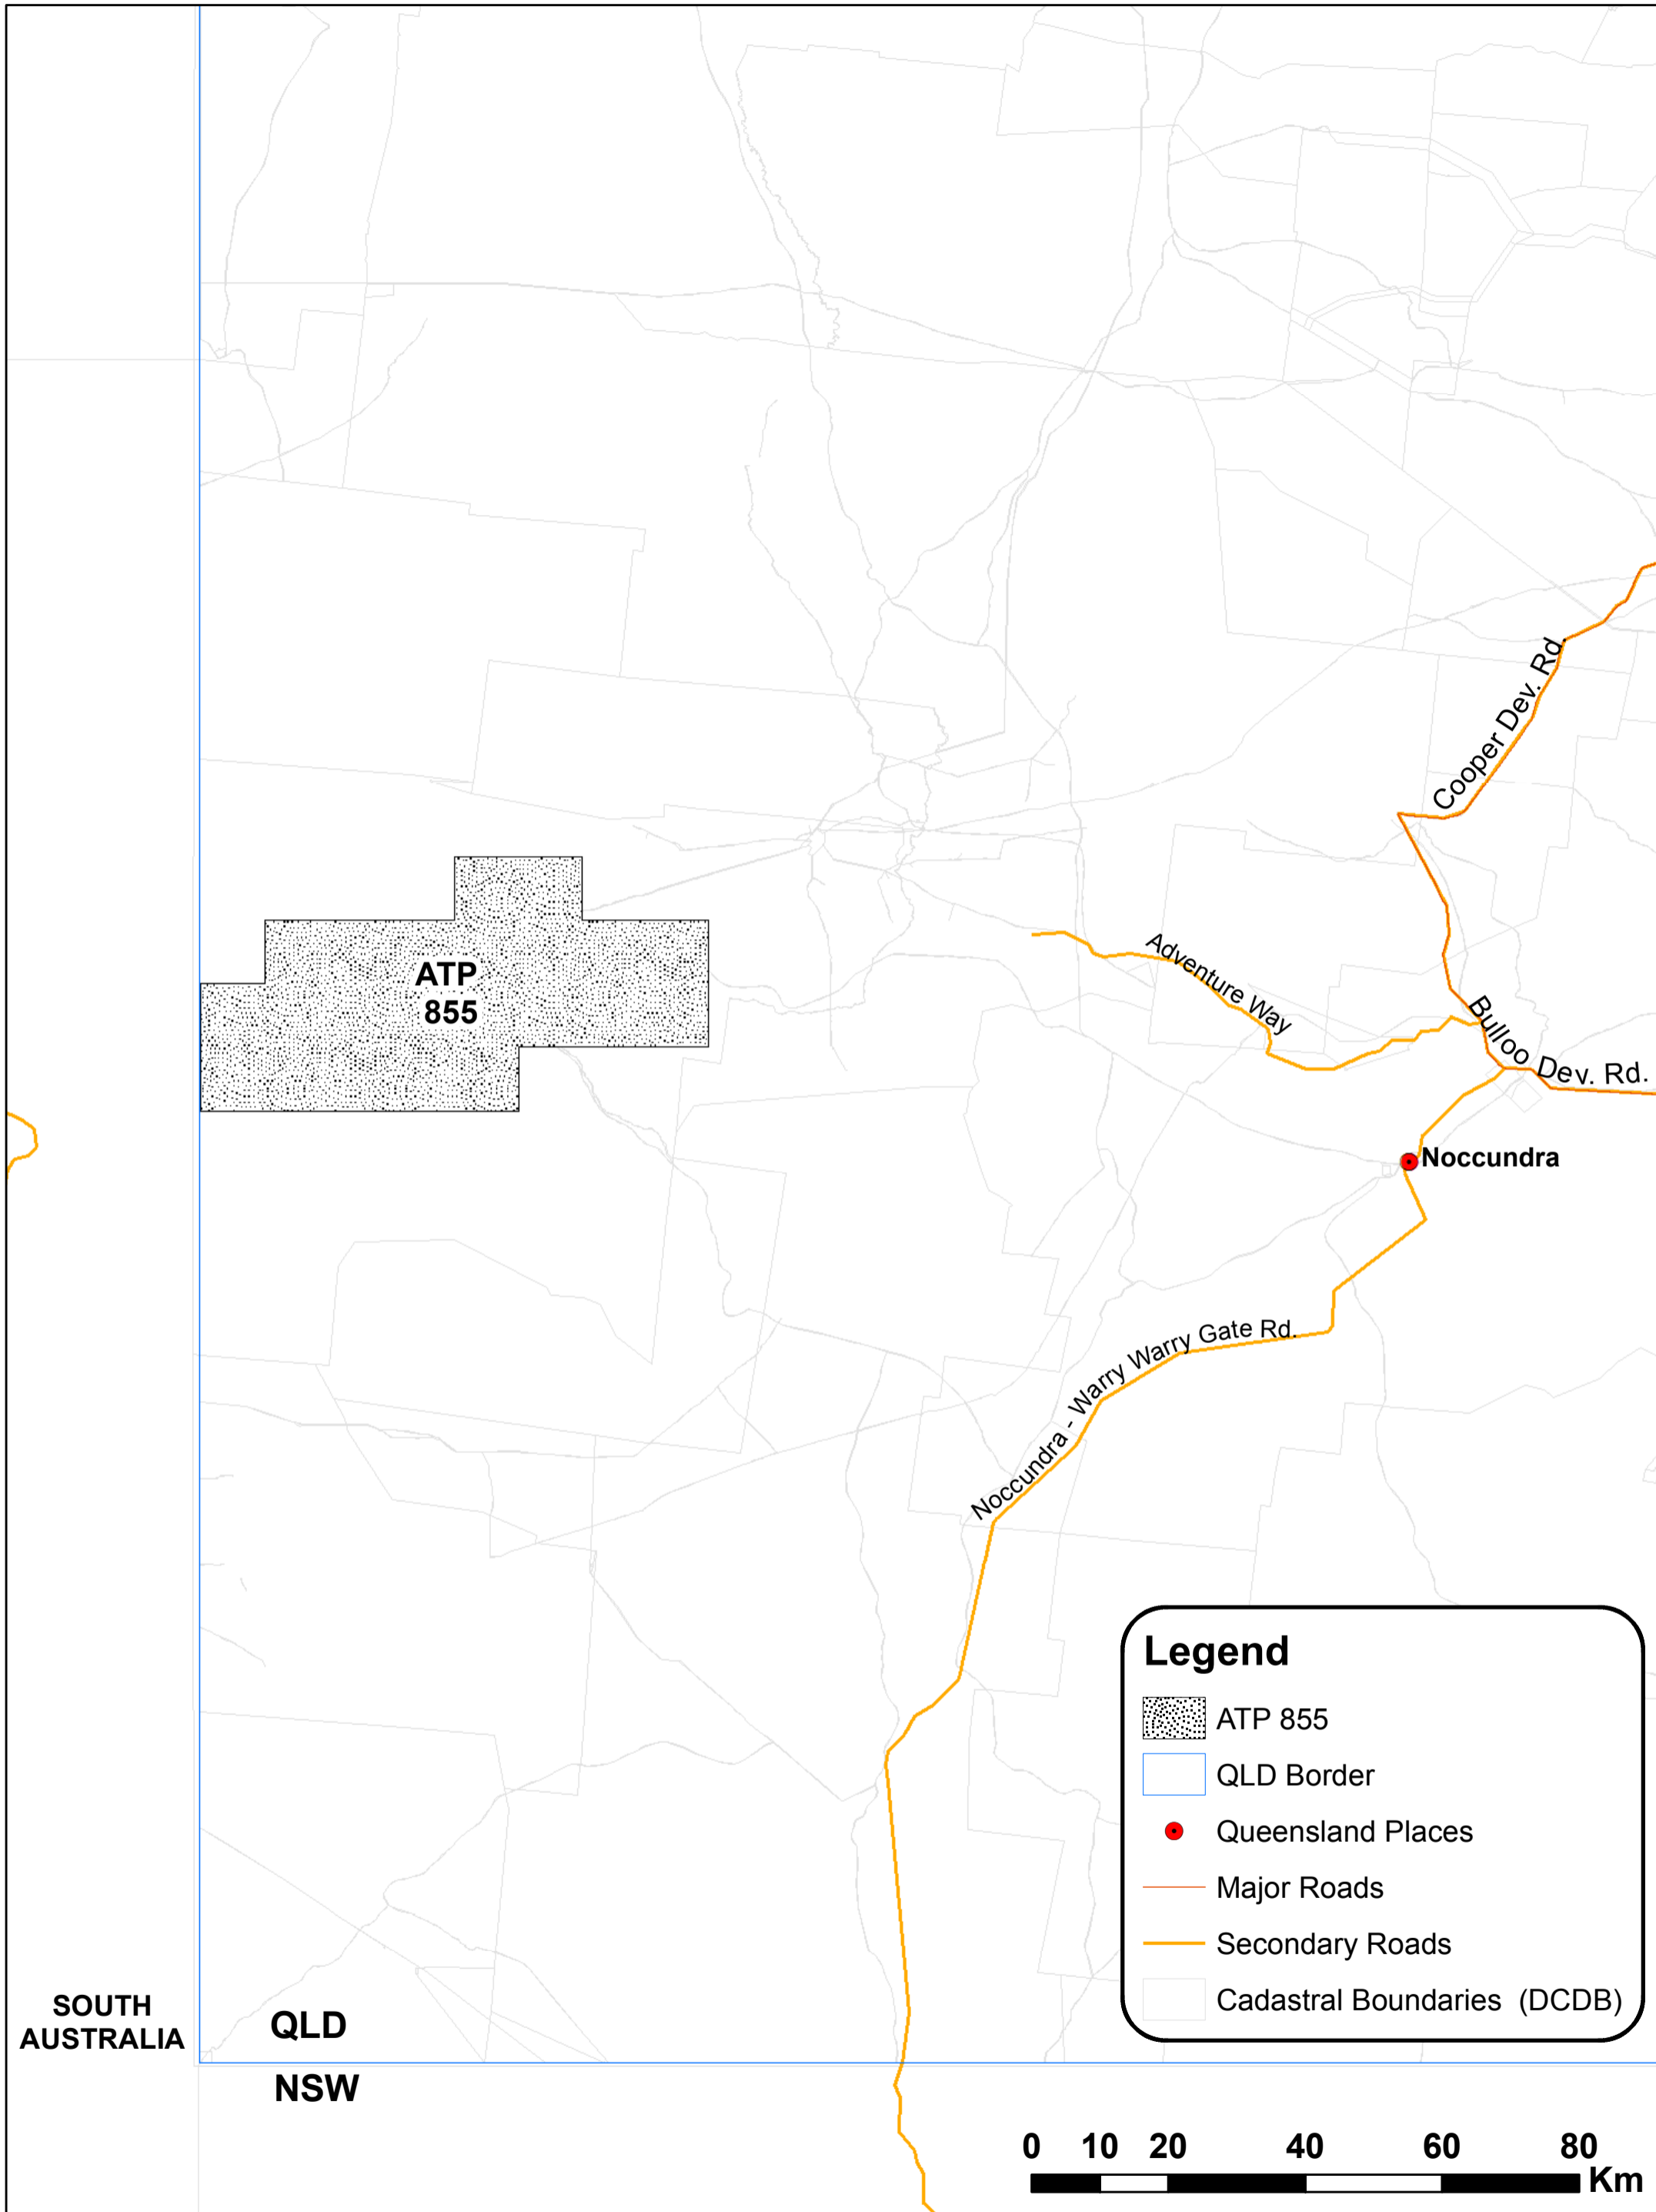 Cooper Dev. Rd.
ATP
855
Adventure Way
Bulloo Dev. Rd.
Noccundra
Noccundra - Warry Warry Gate Rd.
Legend
ATP 855
QLD Border
Queensland Places
Major Roads
Secondary Roads
Cadastral Boundaries (DCDB)
SOUTH
AUSTRALIA
QLD
NSW
0 10 20 40 60 80
Km